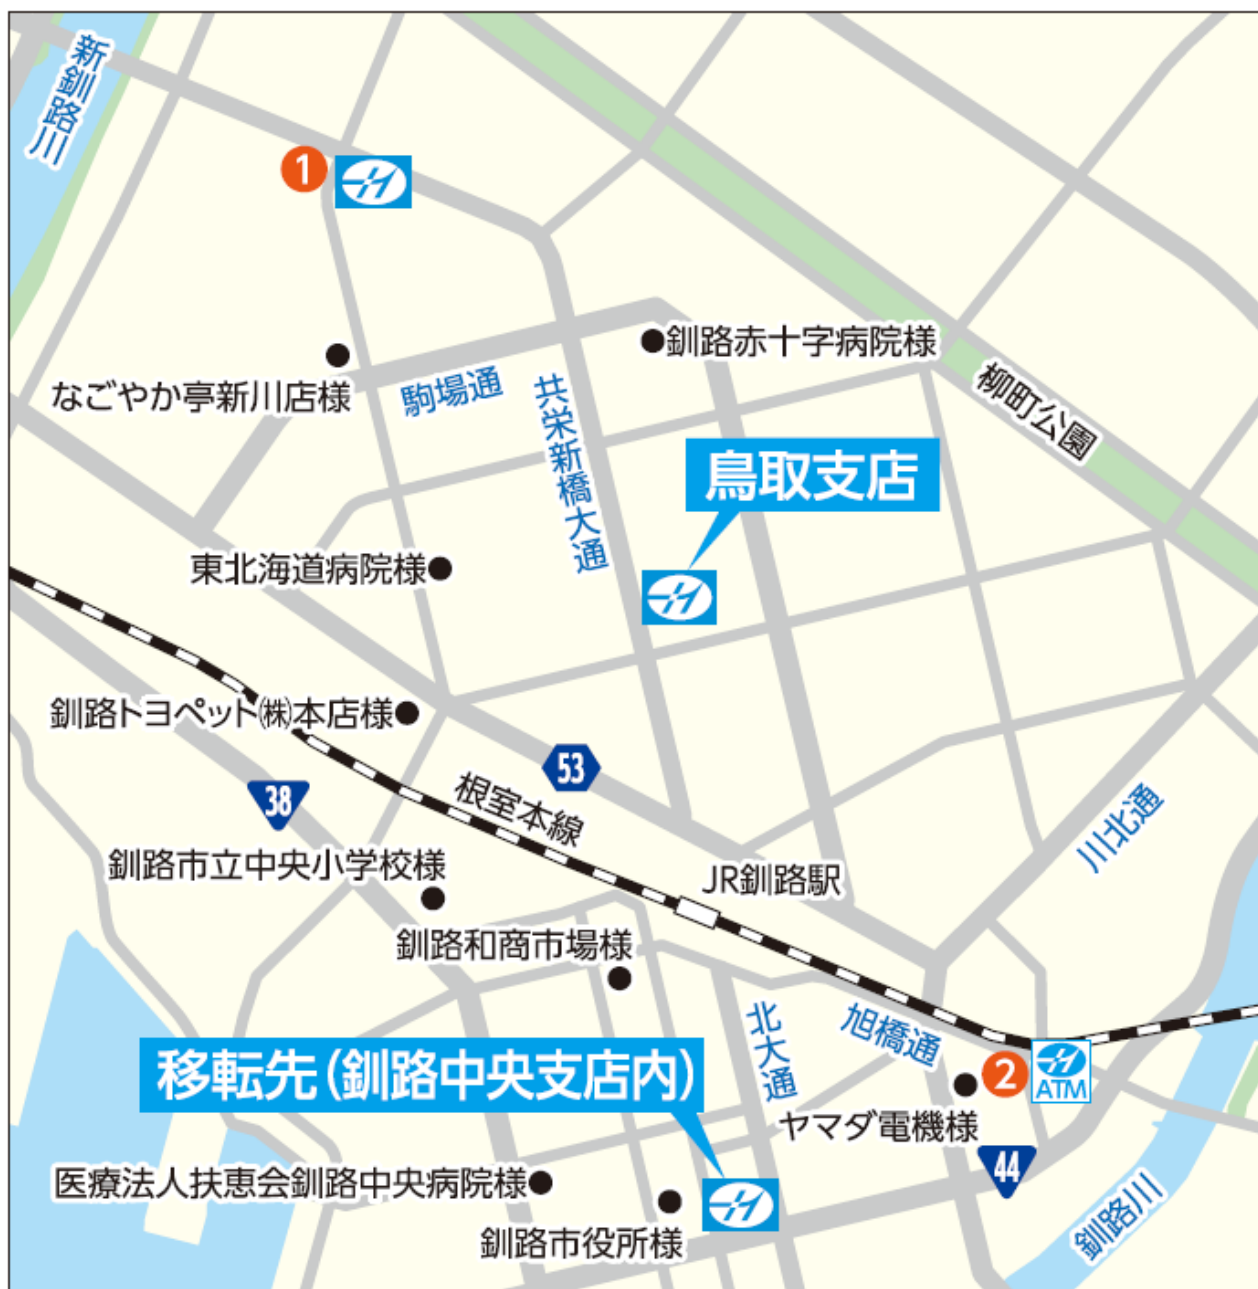 新釧路川
1
釧路赤十字病院様
なごやか亭新川店様
駒場通
共栄新橋大通
柳町公園
鳥取支店
東北海道病院様
釧路トヨペット㈱本店様
53
38
根室本線
川北通
釧路市立中央小学校様
JR釧路駅
釧路和商市場様
北大通
旭橋通
移転先(釧路中央支店内)
2
ATM
ヤマダ電機様
44
医療法人扶恵会釧路中央病院様
釧路市役所様
釧路川